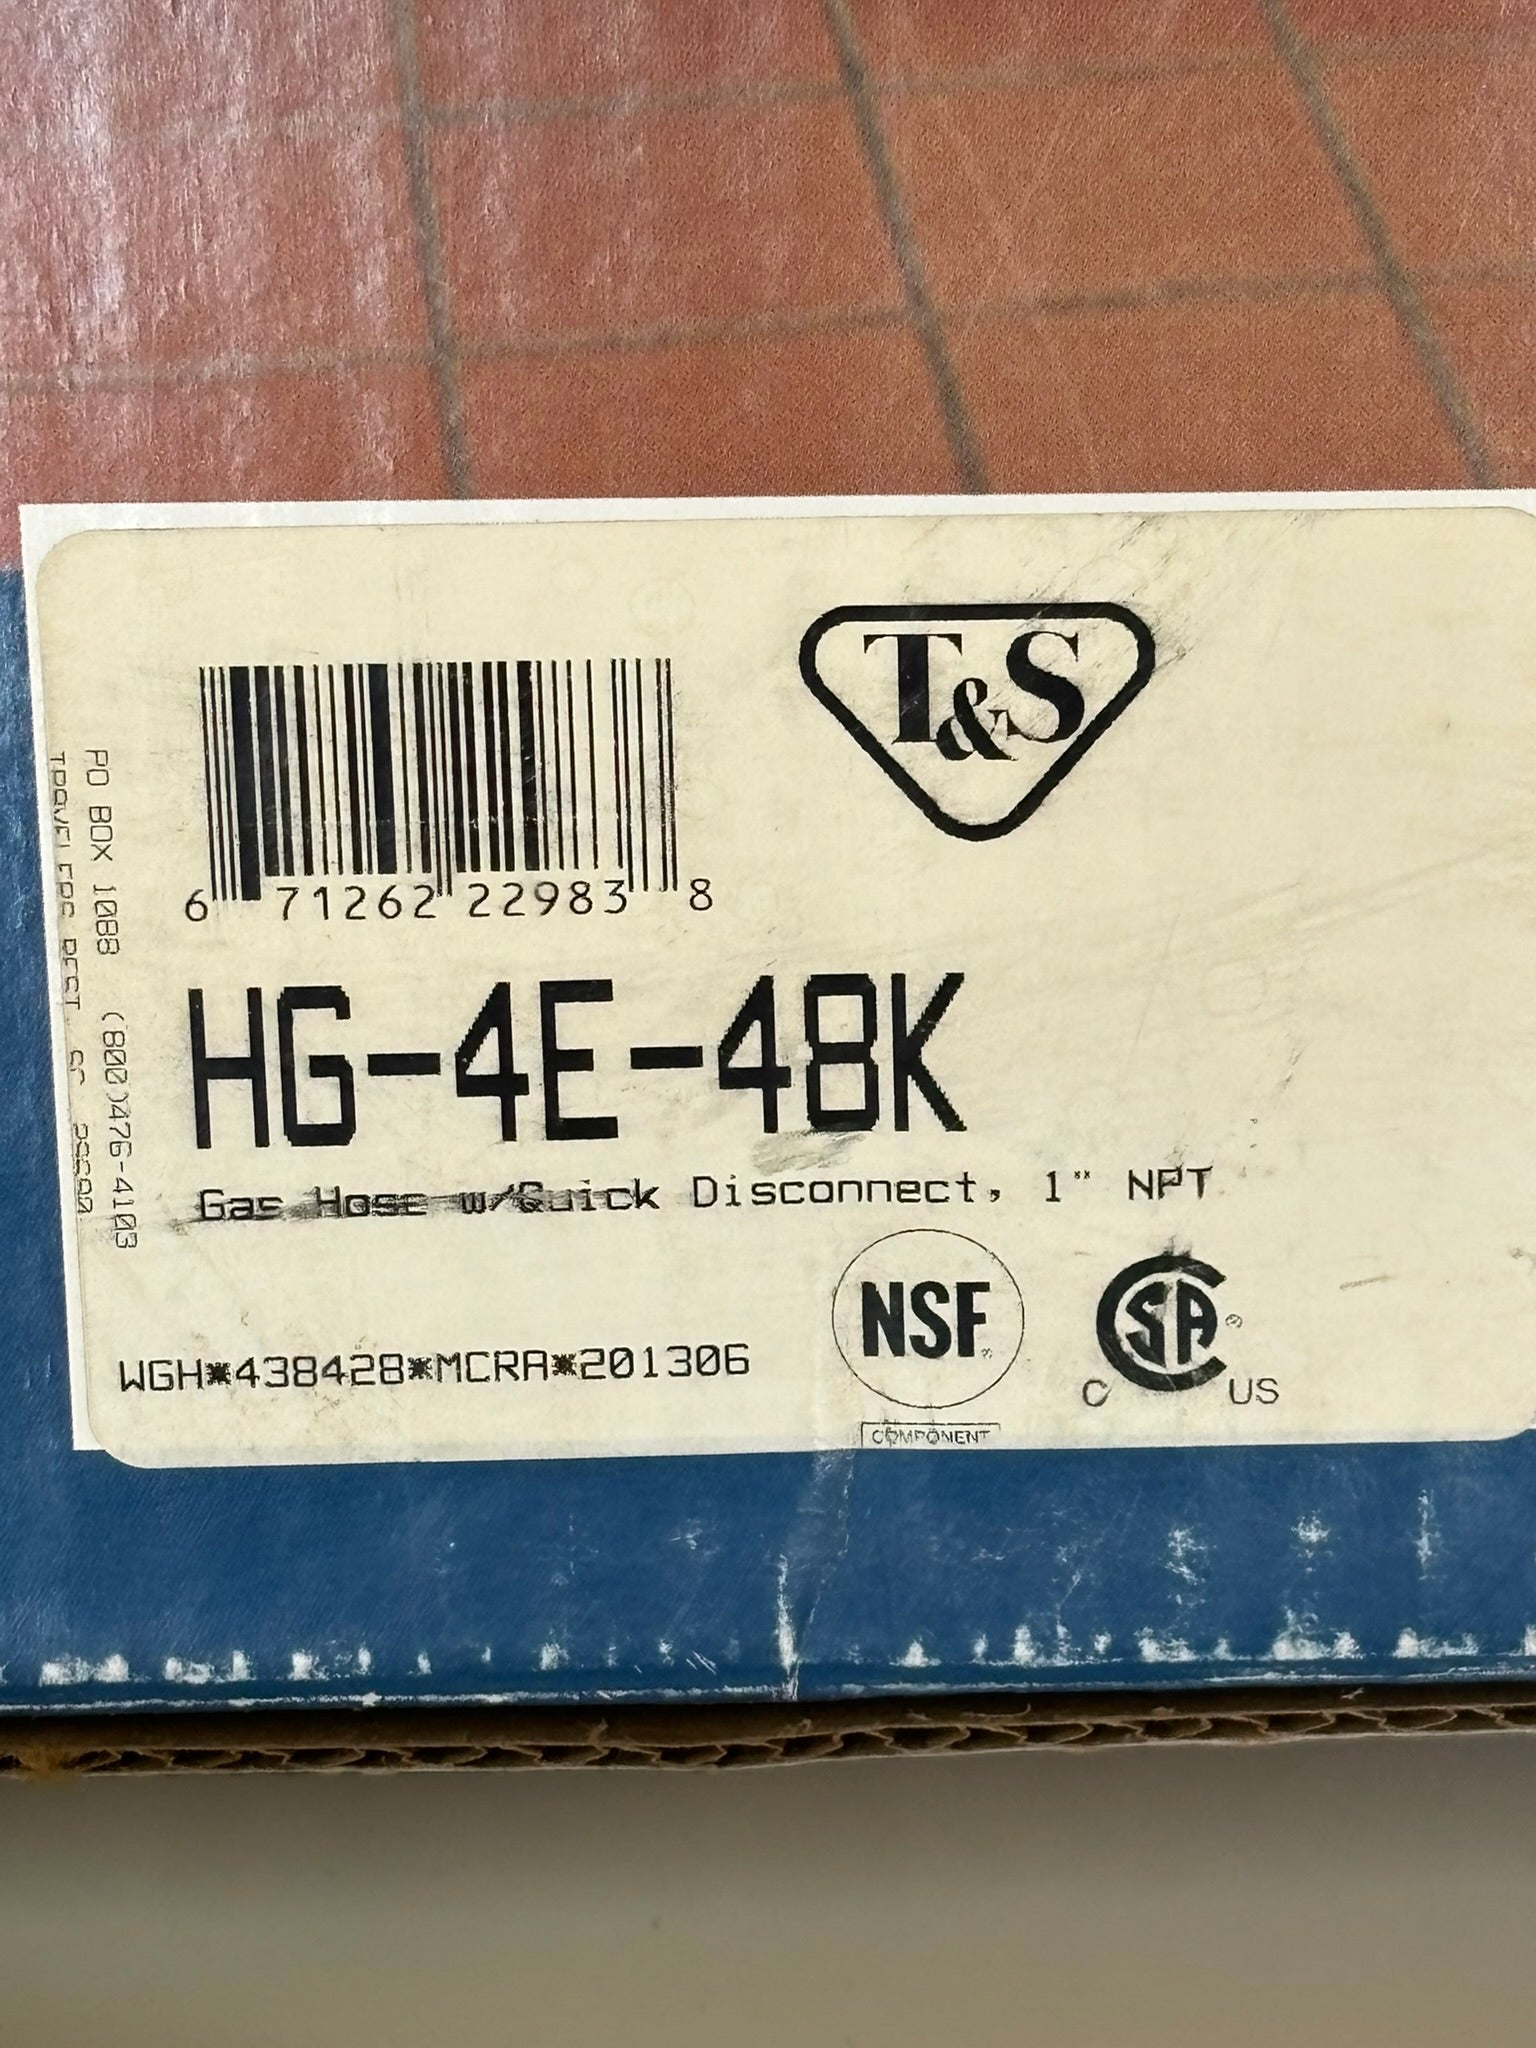 T&S
6 71262 22983 8
HG-4E-48K
Gas Hose w/Quick Disconnect, 1" NPT
NSF®
COMPONENT
CSA®
C US
WGH*438428*MCRA*201306
PO BOX 1088 (800)476-4103